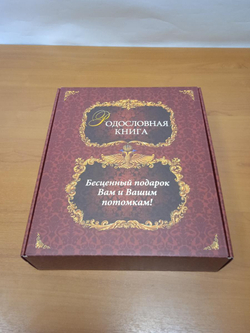 Родословная
книга
Бесценный подарок
Вам и Вашим
потомкам!